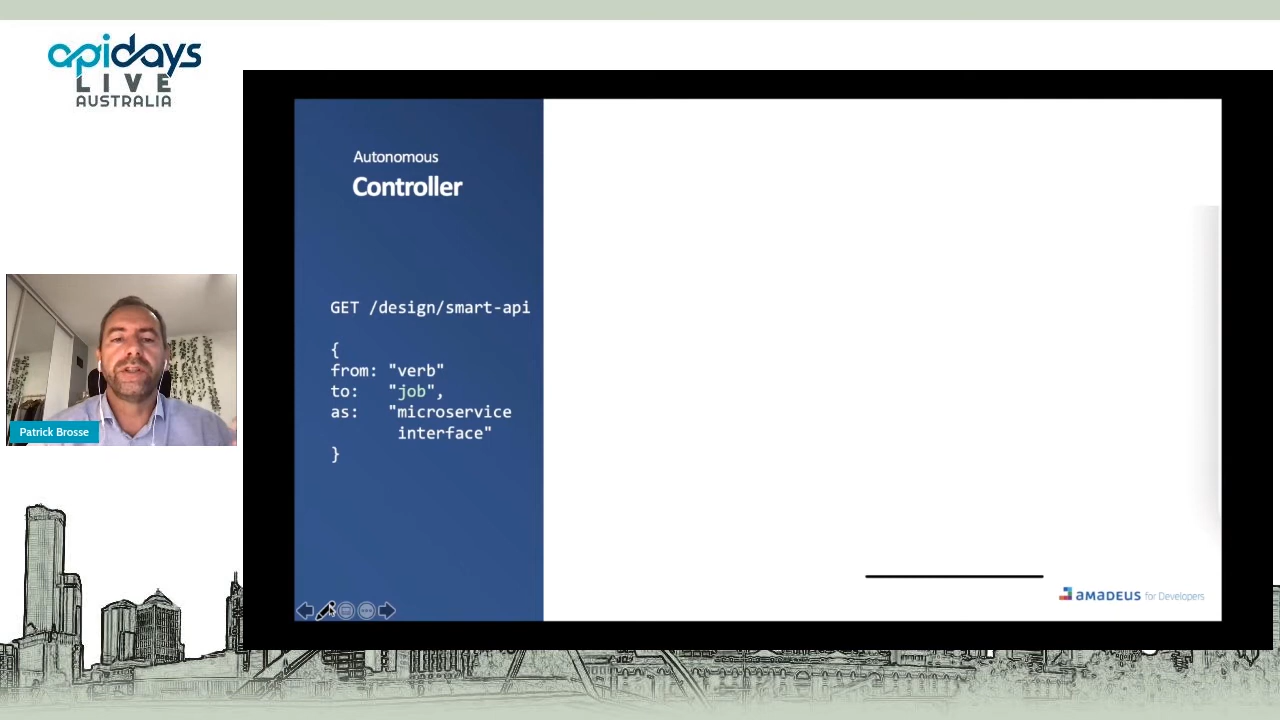 apidays
LIVE
AUSTRALIA
Autonomous
Controller
GET /design/smart-api
{
from: "verb"
to: "job",
as: "microservice
interface"
}
Patrick Brosse
amadeus for Developers